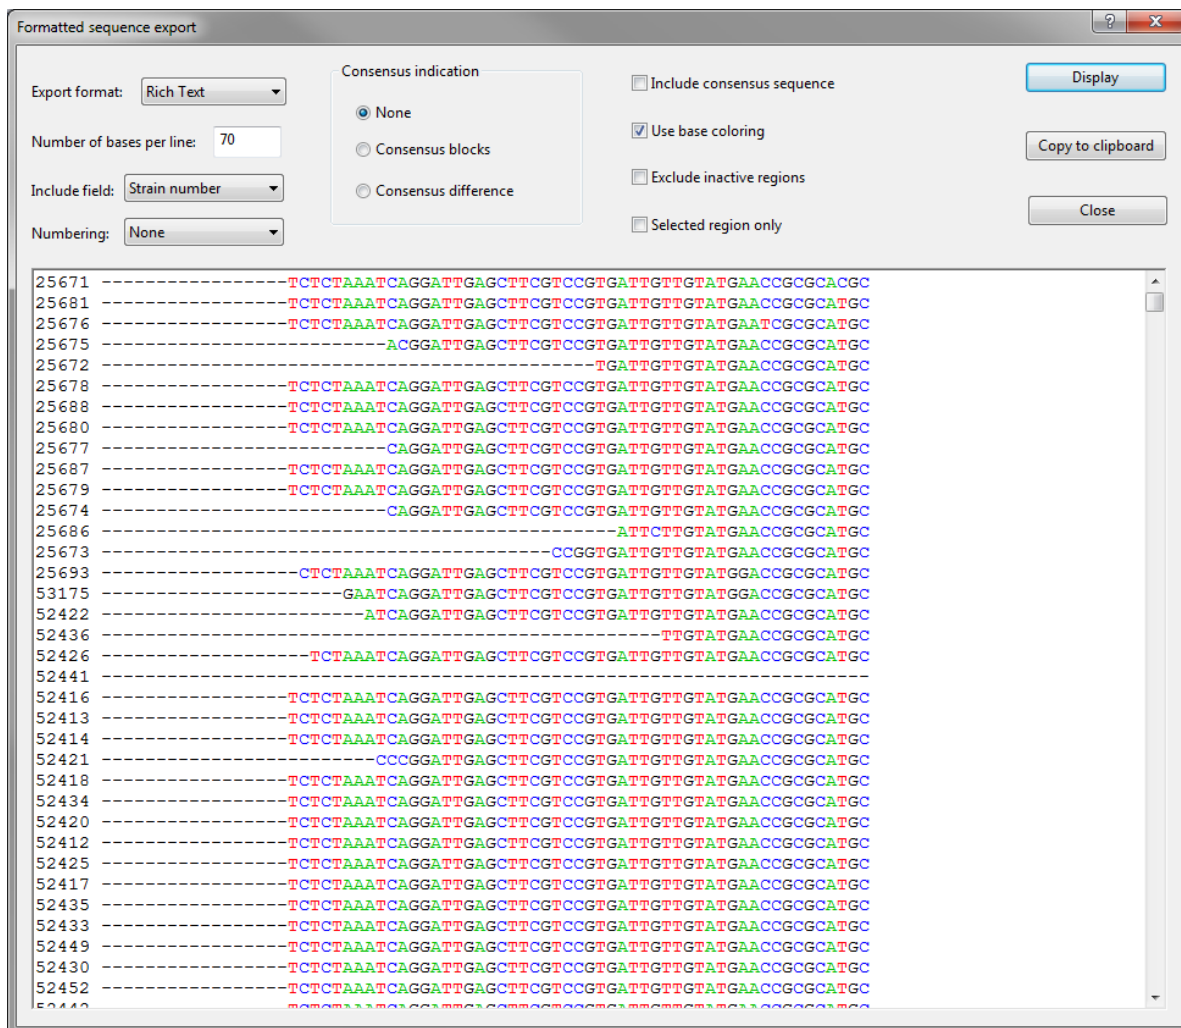 Formatted sequence export
Export format: Rich Text
Number of bases per line: 70
Include field: Strain number
Numbering: None
Consensus indication
None
Consensus blocks
Consensus difference
Include consensus sequence
Use base coloring
Exclude inactive regions
Selected region only
Display
Copy to clipboard
Close
25671 -----------------TCTCTAAATCAGGATTGAGCTTCGTCCGTGATTGTTGTATGAACCGCGCACGC
25681 -----------------TCTCTAAATCAGGATTGAGCTTCGTCCGTGATTGTTGTATGAACCGCGCATGC
25676 -----------------TCTCTAAATCAGGATTGAGCTTCGTCCGTGATTGTTGTATGAATCGCGCATGC
25675 --------------------------ACGGATTGAGCTTCGTCCGTGATTGTTGTATGAACCGCGCATGC
25672 ---------------------------------------------TGATTGTTGTATGAACCGCGCATGC
25678 -----------------TCTCTAAATCAGGATTGAGCTTCGTCCGTGATTGTTGTATGAACCGCGCATGC
25688 -----------------TCTCTAAATCAGGATTGAGCTTCGTCCGTGATTGTTGTATGAACCGCGCATGC
25680 -----------------TCTCTAAATCAGGATTGAGCTTCGTCCGTGATTGTTGTATGAACCGCGCATGC
25677 --------------------------CAGGATTGAGCTTCGTCCGTGATTGTTGTATGAACCGCGCATGC
25687 -----------------TCTCTAAATCAGGATTGAGCTTCGTCCGTGATTGTTGTATGAACCGCGCATGC
25679 -----------------TCTCTAAATCAGGATTGAGCTTCGTCCGTGATTGTTGTATGAACCGCGCATGC
25674 --------------------------CAGGATTGAGCTTCGTCCGTGATTGTTGTATGAACCGCGCATGC
25686 -----------------------------------------------ATTCTTGTATGAACCGCGCATGC
25673 -----------------------------------------CCGGTGATTGTTGTATGAACCGCGCATGC
25693 ------------------CTCTAAATCAGGATTGAGCTTCGTCCGTGATTGTTGTATGGACCGCGCATGC
53175 ----------------------GAATCAGGATTGAGCTTCGTCCGTGATTGTTGTATGGACCGCGCATGC
52422 ------------------------ATCAGGATTGAGCTTCGTCCGTGATTGTTGTATGAACCGCGCATGC
52436 ---------------------------------------------------TTGTATGAACCGCGCATGC
52426 -------------------TCTAAATCAGGATTGAGCTTCGTCCGTGATTGTTGTATGAACCGCGCATGC
52441 ----------------------------------------------------------------------
52416 -----------------TCTCTAAATCAGGATTGAGCTTCGTCCGTGATTGTTGTATGAACCGCGCATGC
52413 -----------------TCTCTAAATCAGGATTGAGCTTCGTCCGTGATTGTTGTATGAACCGCGCATGC
52414 -----------------TCTCTAAATCAGGATTGAGCTTCGTCCGTGATTGTTGTATGAACCGCGCATGC
52421 -------------------------CCCGGATTGAGCTTCGTCCGTGATTGTTGTATGAACCGCGCATGC
52418 -----------------TCTCTAAATCAGGATTGAGCTTCGTCCGTGATTGTTGTATGAACCGCGCATGC
52434 -----------------TCTCTAAATCAGGATTGAGCTTCGTCCGTGATTGTTGTATGAACCGCGCATGC
52420 -----------------TCTCTAAATCAGGATTGAGCTTCGTCCGTGATTGTTGTATGAACCGCGCATGC
52412 -----------------TCTCTAAATCAGGATTGAGCTTCGTCCGTGATTGTTGTATGAACCGCGCATGC
52425 -----------------TCTCTAAATCAGGATTGAGCTTCGTCCGTGATTGTTGTATGAACCGCGCATGC
52417 -----------------TCTCTAAATCAGGATTGAGCTTCGTCCGTGATTGTTGTATGAACCGCGCATGC
52435 -----------------TCTCTAAATCAGGATTGAGCTTCGTCCGTGATTGTTGTATGAACCGCGCATGC
52433 -----------------TCTCTAAATCAGGATTGAGCTTCGTCCGTGATTGTTGTATGAACCGCGCATGC
52449 -----------------TCTCTAAATCAGGATTGAGCTTCGTCCGTGATTGTTGTATGAACCGCGCATGC
52430 -----------------TCTCTAAATCAGGATTGAGCTTCGTCCGTGATTGTTGTATGAACCGCGCATGC
52452 -----------------TCTCTAAATCAGGATTGAGCTTCGTCCGTGATTGTTGTATGAACCGCGCATGC